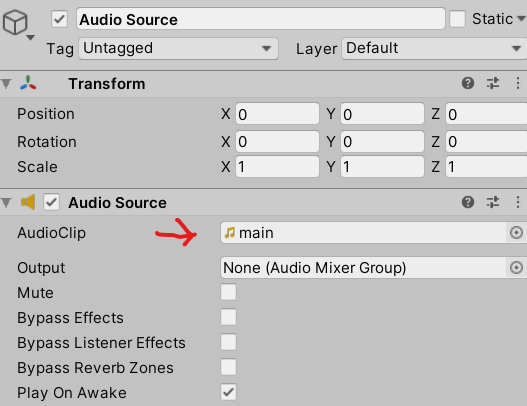 Audio Source Static
Tag Untagged Layer Default
Transform
Position X 0 Y 0 Z 0
Rotation X 0 Y 0 Z 0
Scale X 1 Y 1 Z 1
Audio Source
AudioClip main
Output None (Audio Mixer Group)
Mute
Bypass Effects
Bypass Listener Effects
Bypass Reverb Zones
Play On Awake